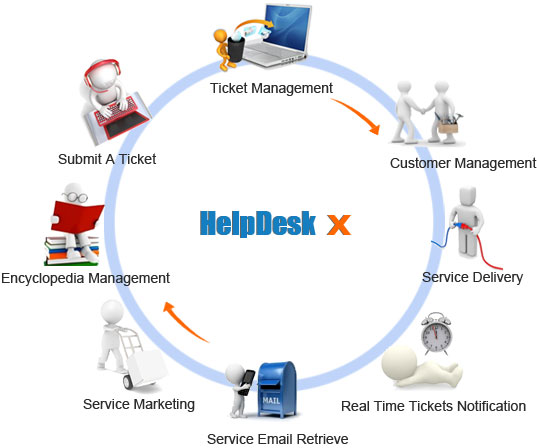 Ticket Management
Submit A Ticket
Customer Management
HelpDesk x
Encyclopedia Management
Service Delivery
Service Marketing
Real Time Tickets Notification
MAIL
Service Email Retrieve